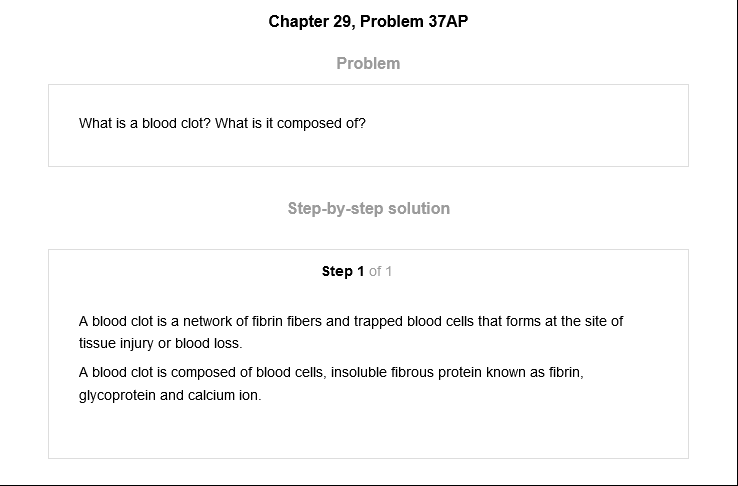 Chapter 29, Problem 37AP
Problem
What is a blood clot? What is it composed of?
Step-by-step solution
Step 1 of 1
A blood clot is a network of fibrin fibers and trapped blood cells that forms at the site of
tissue injury or blood loss.
A blood clot is composed of blood cells, insoluble fibrous protein known as fibrin,
glycoprotein and calcium ion.